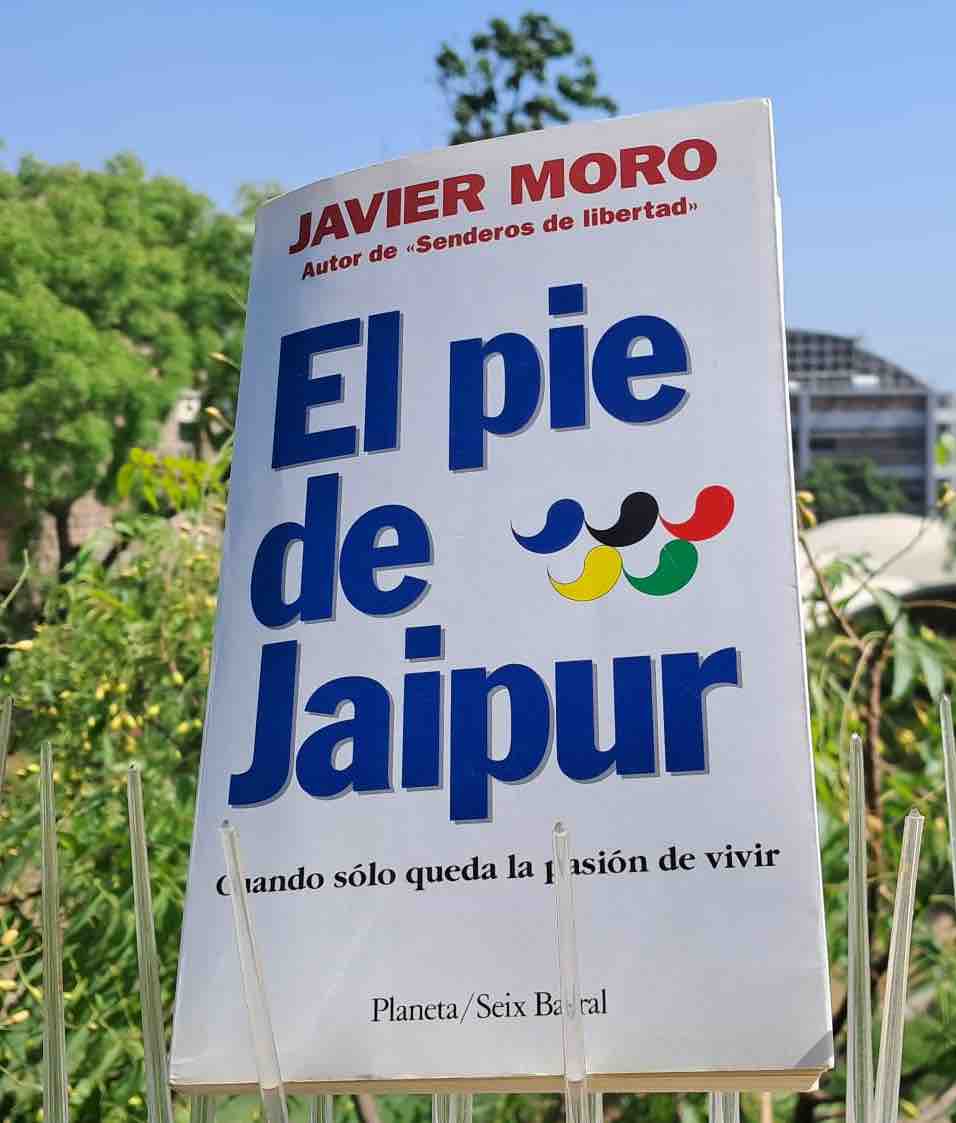 JAVIER MORO
Autor de «Senderos de libertad»
El pie
de
Jaipur
Cuando sólo queda la pasión de vivir
Planeta/Seix Barral